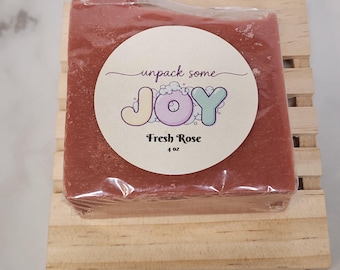 unpack some
JOY
Fresh Rose
4 oz